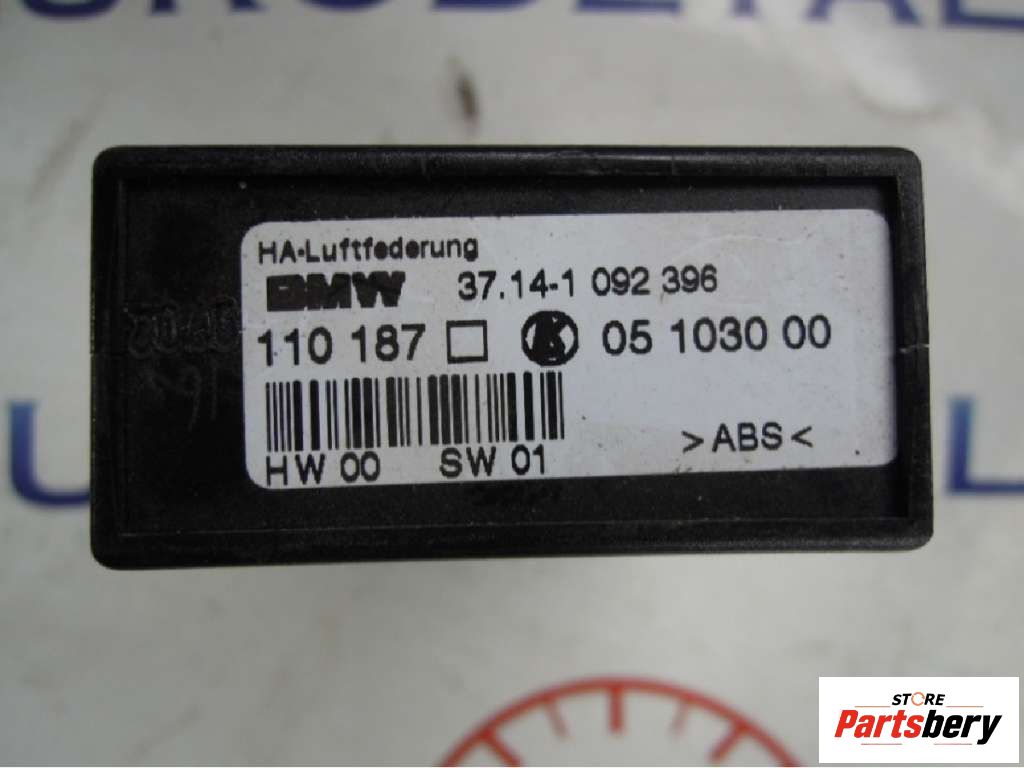 HA-Luftfederung
BMW 37.14-1 092 396
110 187 05 1030 00
HW 00 SW 01
>ABS<
STORE
Partsbery